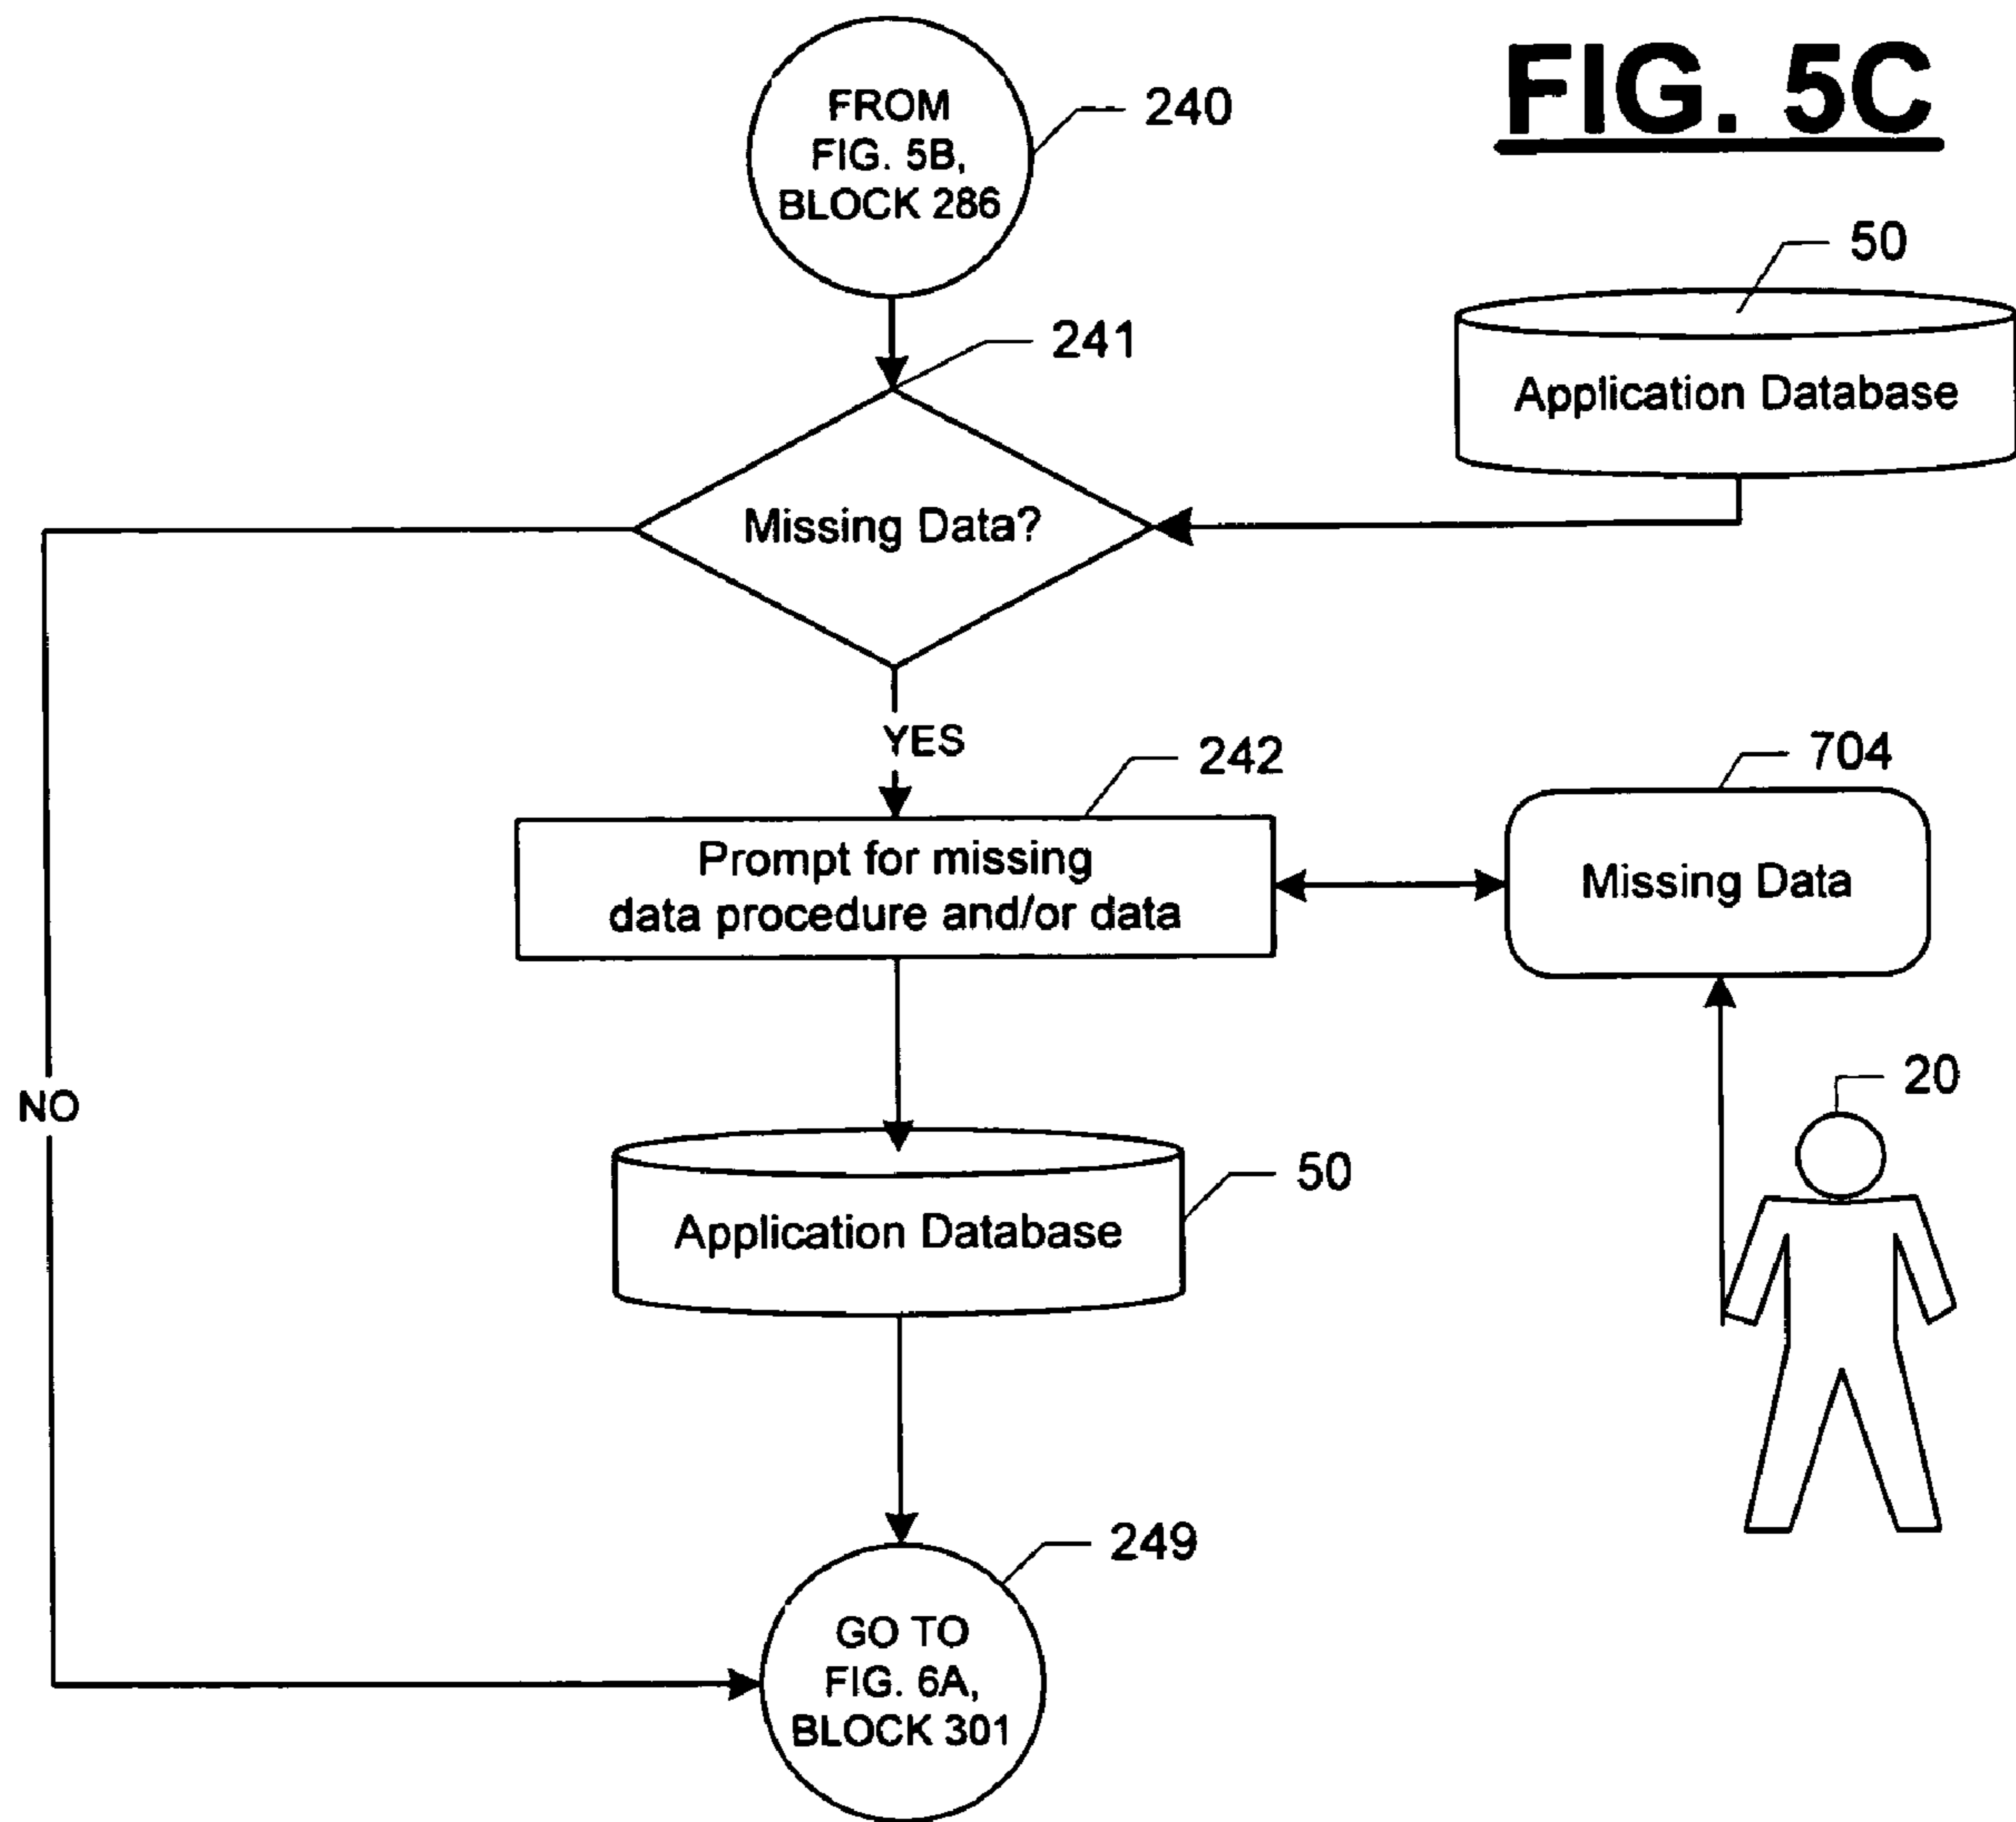 FIG. 5C
FROM
FIG. 5B,
BLOCK 286
240
50
Application Database
241
Missing Data?
YES
242
704
Prompt for missing
data procedure and/or data
Missing Data
NO
20
50
Application Database
249
GO TO
FIG. 6A,
BLOCK 301